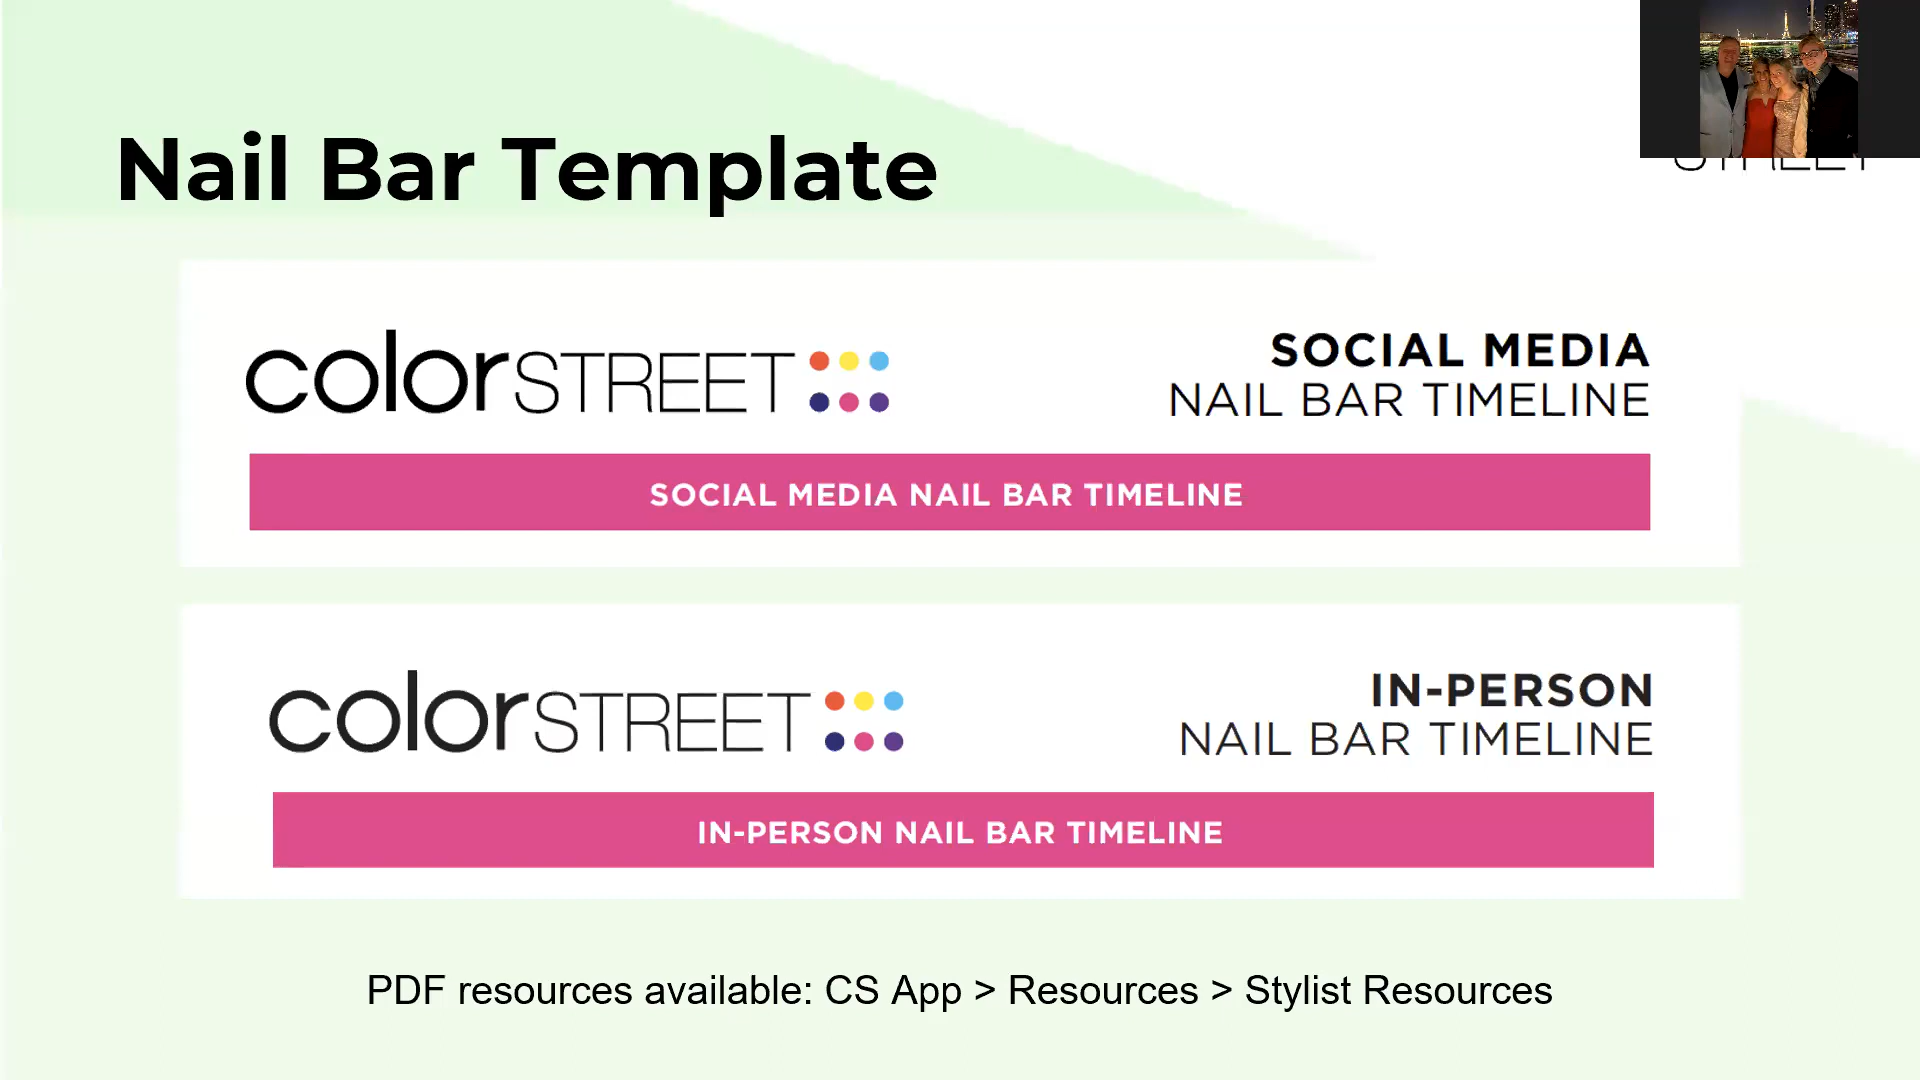 Nail Bar Template
STREET
colorSTREET
SOCIAL MEDIA
NAIL BAR TIMELINE
SOCIAL MEDIA NAIL BAR TIMELINE
colorSTREET
IN-PERSON
NAIL BAR TIMELINE
IN-PERSON NAIL BAR TIMELINE
PDF resources available: CS App > Resources > Stylist Resources